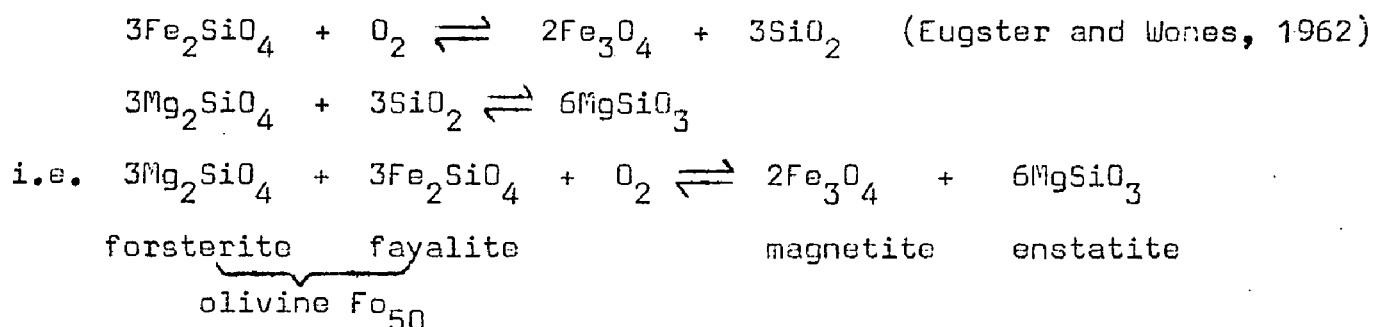 3Fe₂SiO₄ + O₂ ⇌ 2Fe₃O₄ + 3SiO₂ (Eugster and Wones, 1962)
3Mg₂SiO₄ + 3SiO₂ ⇌ 6MgSiO₃
i.e. 3Mg₂SiO₄ + 3Fe₂SiO₄ + O₂ ⇌ 2Fe₃O₄ + 6MgSiO₃
forsterite fayalite magnetite enstatite
olivine Fo₅₀